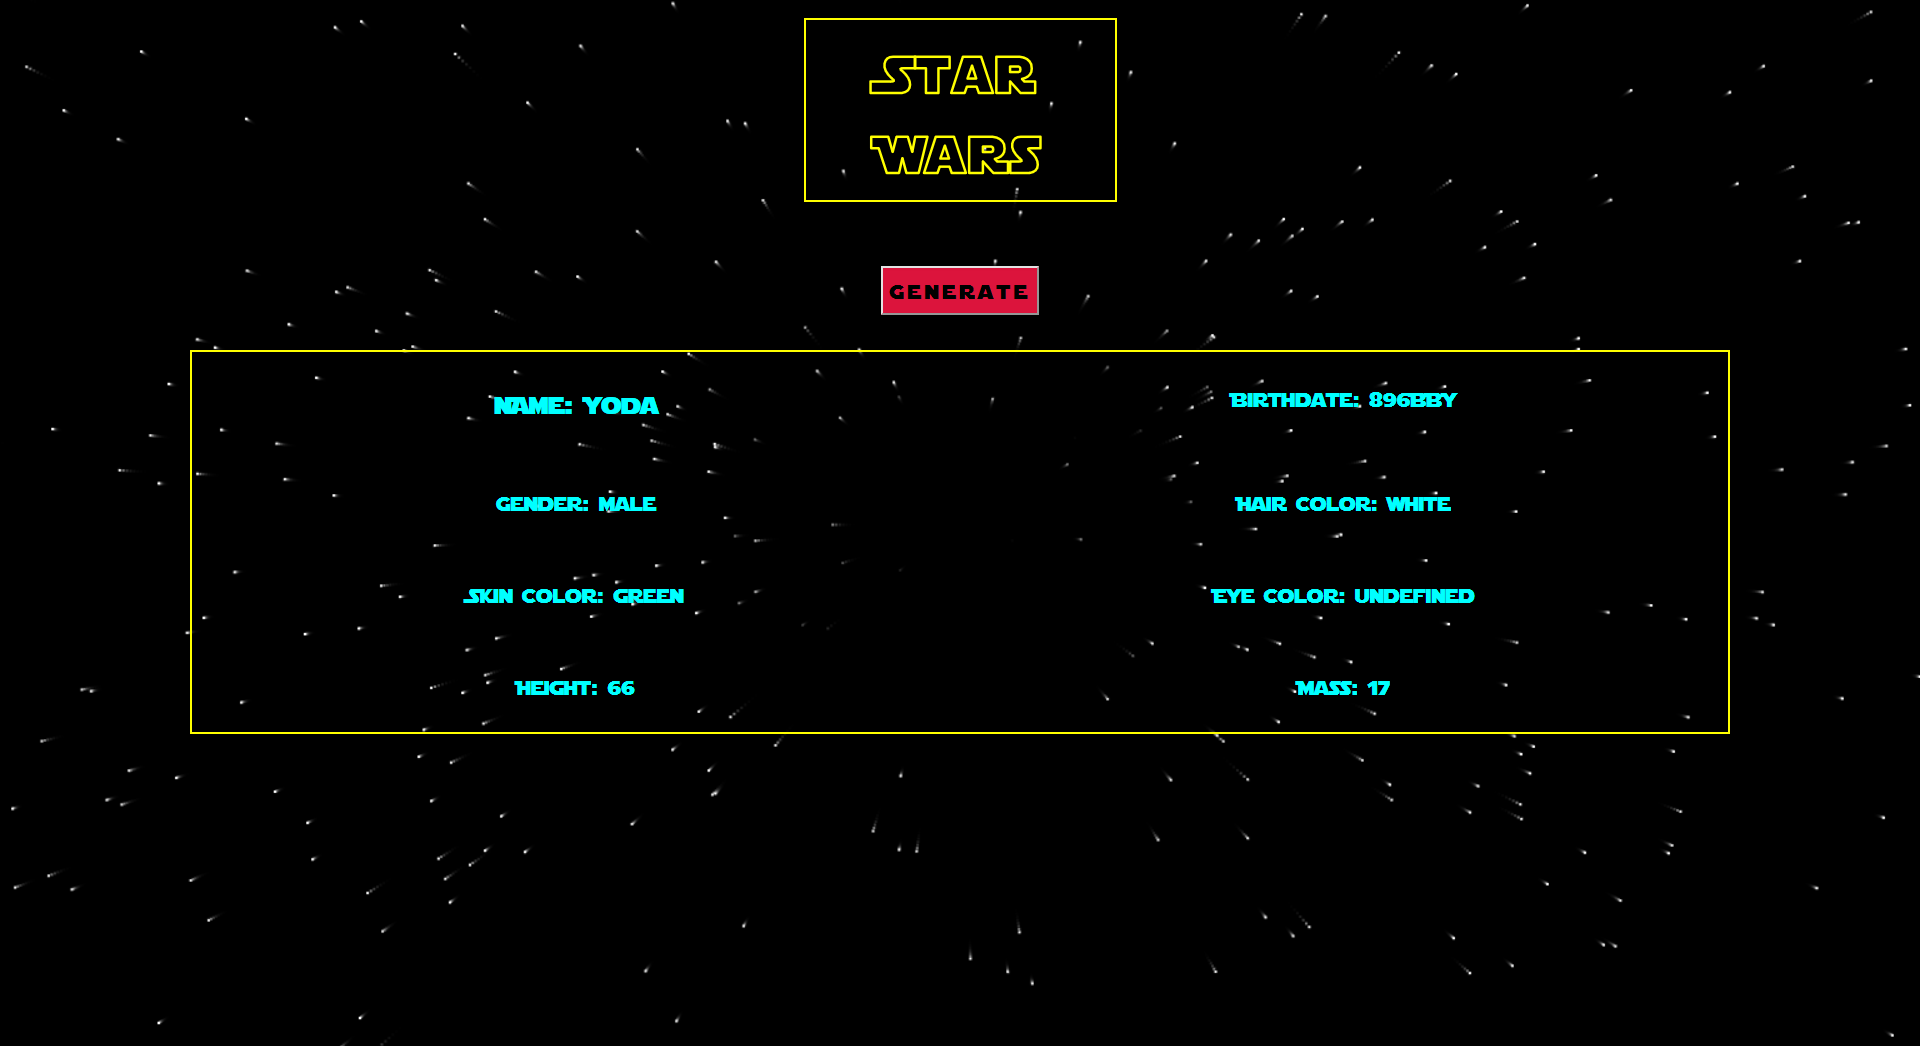 STAR
WARS
GENERATE
NAME: YODA
BIRTHDATE: 896BBY
GENDER: MALE
HAIR COLOR: WHITE
SKIN COLOR: GREEN
EYE COLOR: UNDEFINED
HEIGHT: 66
MASS: 17